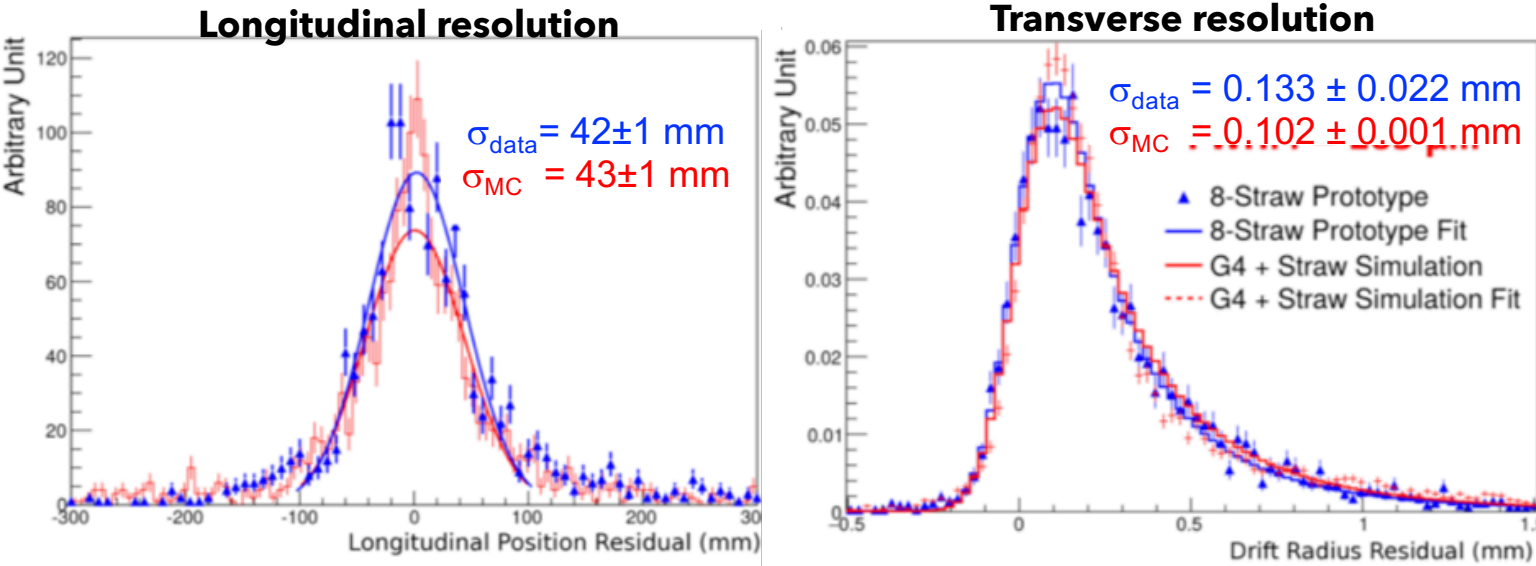 Longitudinal resolution
Arbitrary Unit
120
100
80
60
40
20
0
σdata= 42±1 mm
σMC = 43±1 mm
-300 -200 -100 0 100 200 300
Longitudinal Position Residual (mm)
Transverse resolution
Arbitrary Unit
0.06
0.05
0.04
0.03
0.02
0.01
0
σdata = 0.133 ± 0.022 mm
σMC = 0.102 ± 0.001 mm
8-Straw Prototype
8-Straw Prototype Fit
G4 + Straw Simulation
G4 + Straw Simulation Fit
-0.5 0 0.5 1
Drift Radius Residual (mm)